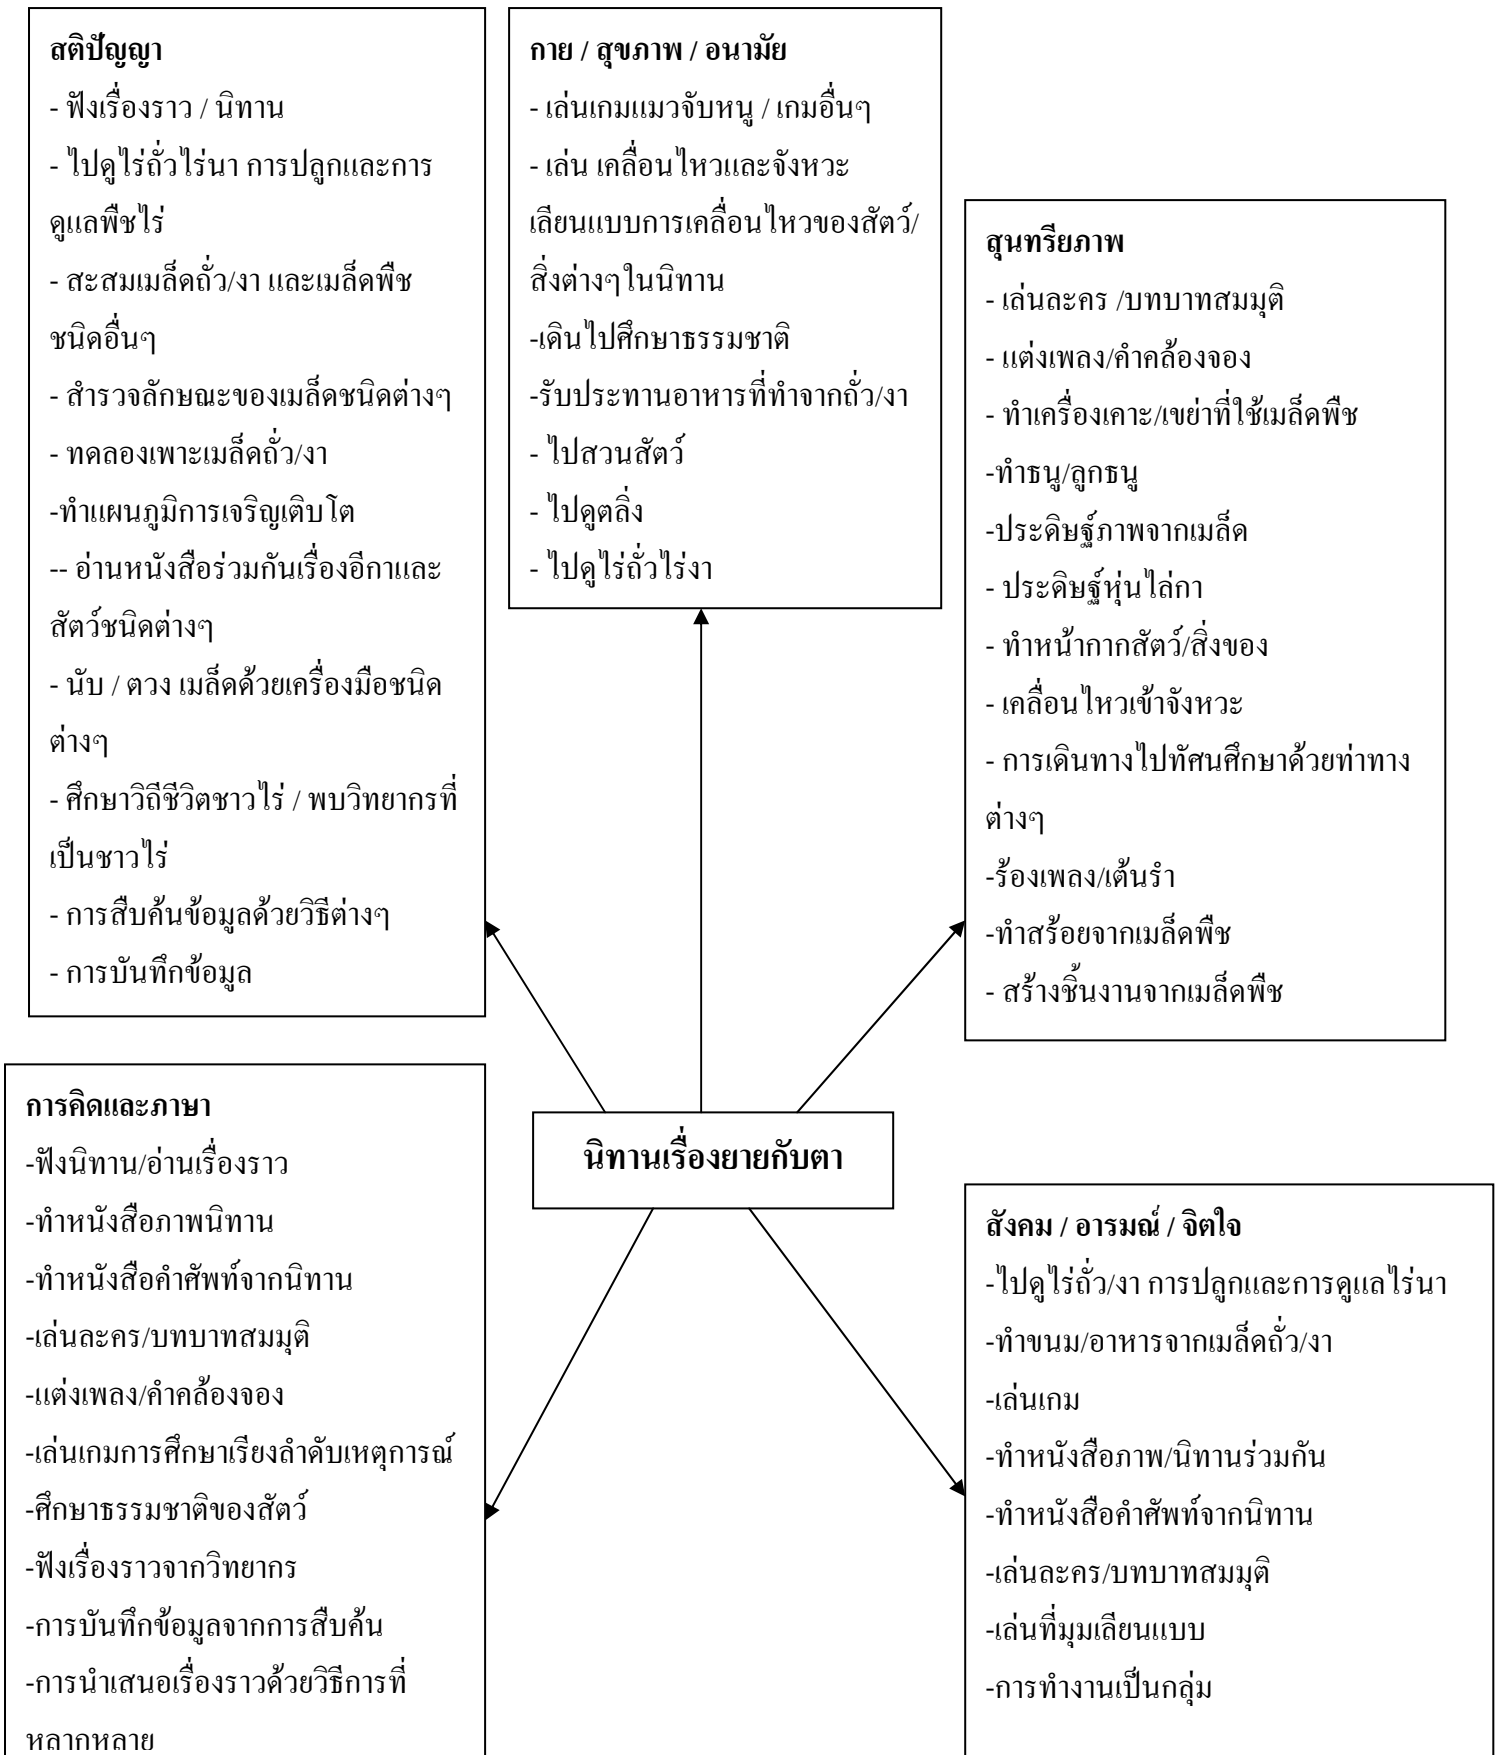 สติปัญญา
- ฟังเรื่องราว / นิทาน
- ไปดูไร่ถั่วไร่นา การปลูกและการ
ดูแลพืชไร่
- สะสมเมล็ดถั่ว/งา และเมล็ดพืช
ชนิดอื่นๆ
- สำรวจลักษณะของเมล็ดชนิดต่างๆ
- ทดลองเพาะเมล็ดถั่ว/งา
-ทำแผนภูมิการเจริญเติบโต
-- อ่านหนังสือร่วมกันเรื่องอีกาและ
สัตว์ชนิดต่างๆ
- นับ / ตวง เมล็ดด้วยเครื่องมือชนิด
ต่างๆ
- ศึกษาวิถีชีวิตชาวไร่ / พบวิทยากรที่
เป็นชาวไร่
- การสืบค้นข้อมูลด้วยวิธีต่างๆ
- การบันทึกข้อมูล
กาย / สุขภาพ / อนามัย
- เล่นเกมแมวจับหนู / เกมอื่นๆ
- เล่น เคลื่อนไหวและจังหวะ
เลียนแบบการเคลื่อนไหวของสัตว์/
สิ่งต่างๆในนิทาน
-เดินไปศึกษาธรรมชาติ
-รับประทานอาหารที่ทำจากถั่ว/งา
- ไปสวนสัตว์
- ไปดูตลิ่ง
- ไปดูไร่ถั่วไร่งา
สุนทรียภาพ
- เล่นละคร /บทบาทสมมุติ
- แต่งเพลง/คำคล้องจอง
- ทำเครื่องเคาะ/เขย่าที่ใช้เมล็ดพืช
-ทำธนู/ลูกธนู
-ประดิษฐ์ภาพจากเมล็ด
- ประดิษฐ์หุ่นไล่กา
- ทำหน้ากากสัตว์/สิ่งของ
- เคลื่อนไหวเข้าจังหวะ
- การเดินทางไปทัศนศึกษาด้วยท่าทาง
ต่างๆ
-ร้องเพลง/เต้นรำ
-ทำสร้อยจากเมล็ดพืช
- สร้างชิ้นงานจากเมล็ดพืช
นิทานเรื่องยายกับตา
การคิดและภาษา
-ฟังนิทาน/อ่านเรื่องราว
-ทำหนังสือภาพนิทาน
-ทำหนังสือคำศัพท์จากนิทาน
-เล่นละคร/บทบาทสมมุติ
-แต่งเพลง/คำคล้องจอง
-เล่นเกมการศึกษาเรียงลำดับเหตุการณ์
-ศึกษาธรรมชาติของสัตว์
-ฟังเรื่องราวจากวิทยากร
-การบันทึกข้อมูลจากการสืบค้น
-การนำเสนอเรื่องราวด้วยวิธีการที่
หลากหลาย
สังคม / อารมณ์ / จิตใจ
-ไปดูไร่ถั่ว/งา การปลูกและการดูแลไร่นา
-ทำขนม/อาหารจากเมล็ดถั่ว/งา
-เล่นเกม
-ทำหนังสือภาพ/นิทานร่วมกัน
-ทำหนังสือคำศัพท์จากนิทาน
-เล่นละคร/บทบาทสมมุติ
-เล่นที่มุมเลียนแบบ
-การทำงานเป็นกลุ่ม